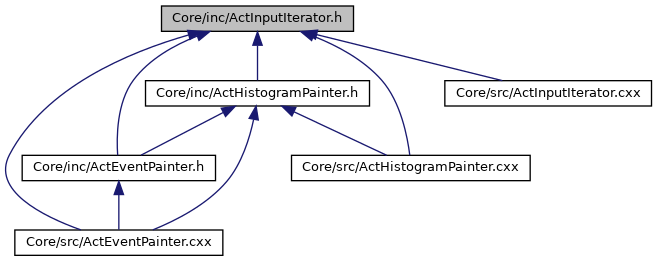 Core/inc/ActInputIterator.h
Core/inc/ActHistogramPainter.h
Core/src/ActInputIterator.cxx
Core/inc/ActEventPainter.h
Core/src/ActHistogramPainter.cxx
Core/src/ActEventPainter.cxx